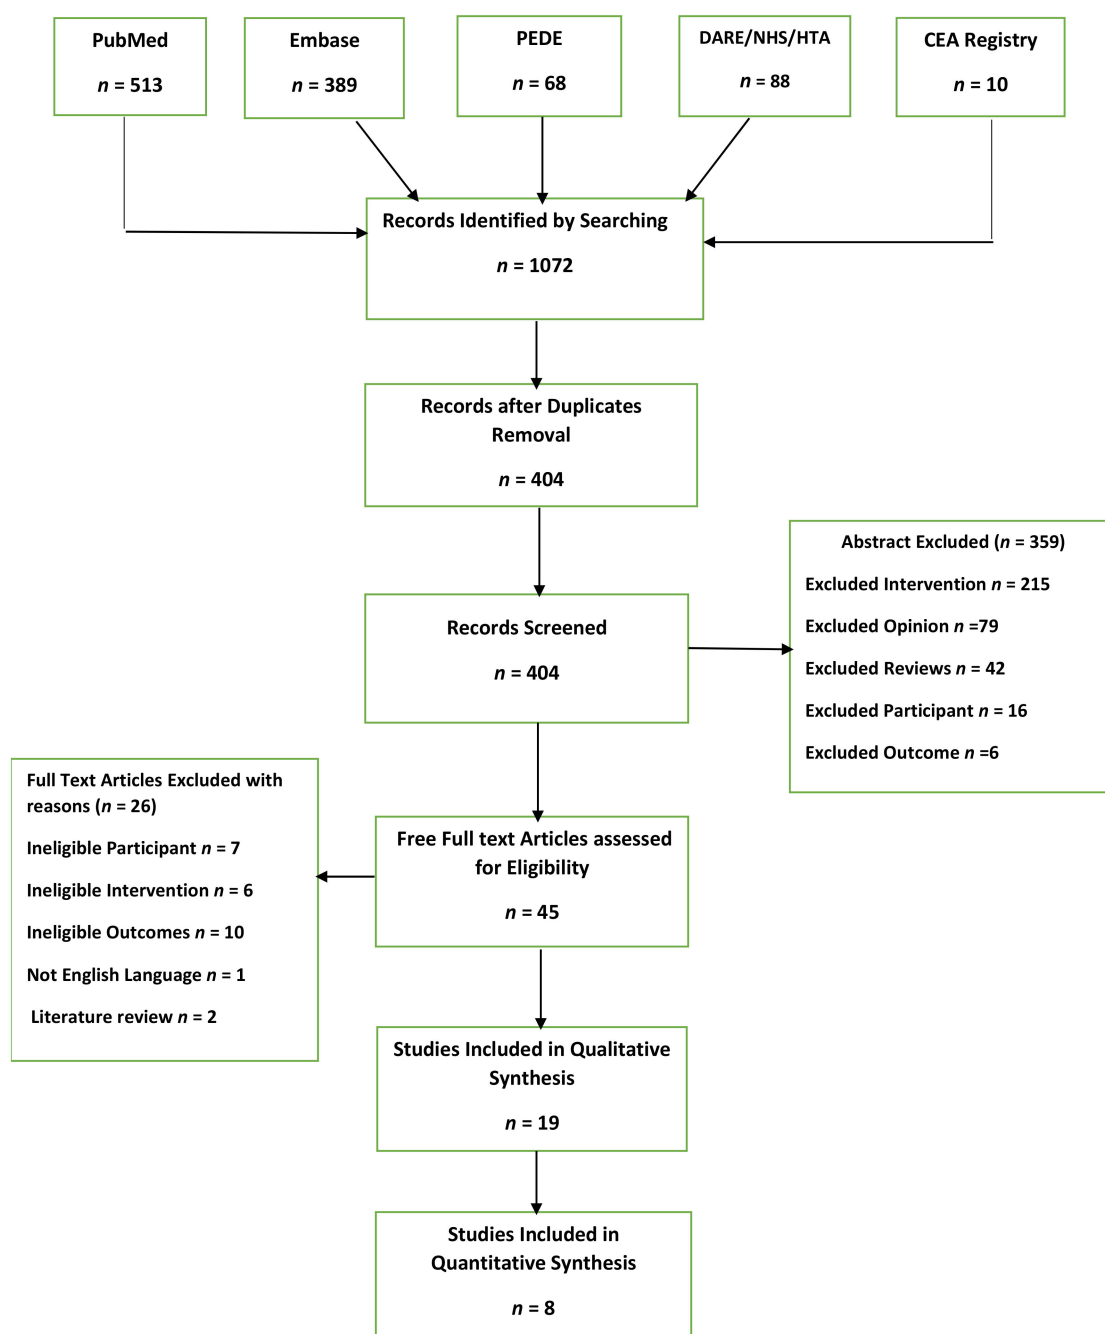 PubMed
n = 513
Embase
n = 389
PEDE
n = 68
DARE/NHS/HTA
n = 88
CEA Registry
n = 10
Records Identified by Searching
n = 1072
Records after Duplicates
Removal
n = 404
Records Screened
n = 404
Abstract Excluded (n = 359)
Excluded Intervention n = 215
Excluded Opinion n =79
Excluded Reviews n = 42
Excluded Participant n = 16
Excluded Outcome n =6
Full Text Articles Excluded with
reasons (n = 26)
Ineligible Participant n = 7
Ineligible Intervention n = 6
Ineligible Outcomes n = 10
Not English Language n = 1
Literature review n = 2
Free Full text Articles assessed
for Eligibility
n = 45
Studies Included in Qualitative
Synthesis
n = 19
Studies Included in
Quantitative Synthesis
n = 8